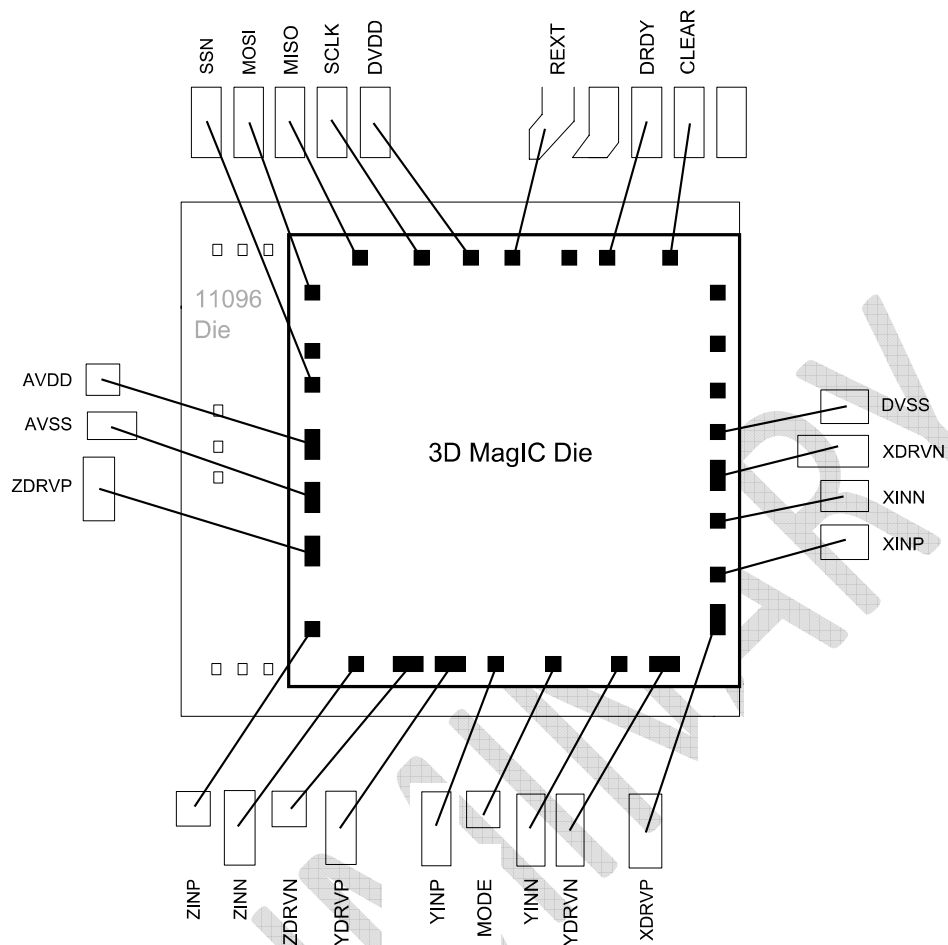 SSN
MOSI
MISO
SCLK
DVDD
REXT
DRDY
CLEAR
11096
Die
AVDD
AVSS
ZDRVP
3D MagIC Die
DVSS
XDRVN
XINN
XINP
ZINP
ZINN
ZDRVN
YDRVP
YINP
MODE
YINN
YDRVN
XDRVP